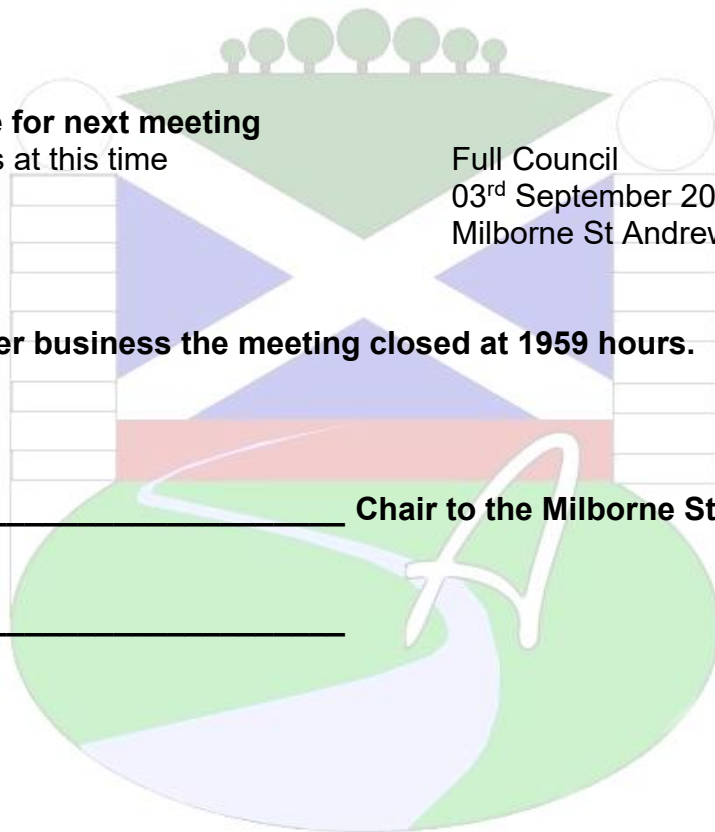 e for next meeting
s at this time
Full Council
03rd September 20
Milborne St Andrew
er business the meeting closed at 1959 hours.
Chair to the Milborne St